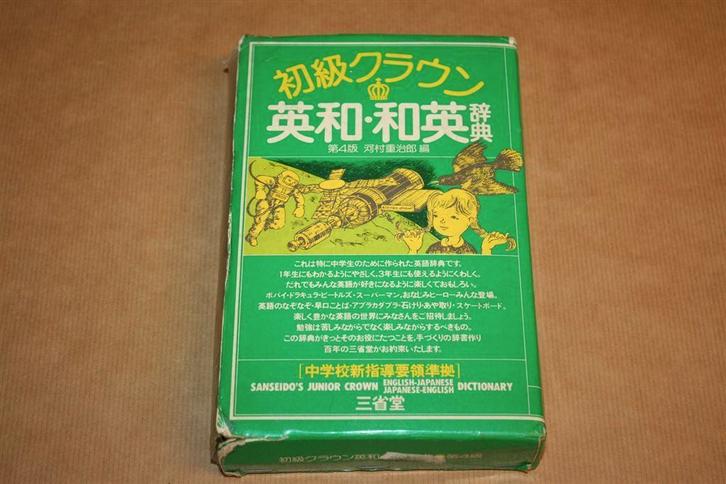 初級クラウン
英和・和英辞典
第4版 河村重治郎 編
これは特に中学生のために作られた英語辞典です。
1年生にもわかるようにやさしく、3年生にも使えるようにくわしく。
だれでもみんな英語が好きになるように楽しくておもしろい。
ポパイ・ドラキュラ・ビートルズ・スーパーマン、おなじみヒーローみんな登場。
英語のなぞなぞ・早口ことば・アブラカダブラ・石けり・あや取り・スケートボード。
楽しく豊かな英語の世界にみなさんをご招待しましょう。
勉強は苦しみながらでなく楽しみながらするべきもの。
この辞典がきっとそのお役にたつことを、手づくりの辞書作り
百年の三省堂がお約束いたします。
[中学校新指導要領準拠]
SANSEIDO'S JUNIOR CROWN ENGLISH-JAPANESE JAPANESE-ENGLISH DICTIONARY
三省堂
初級クラウン英和 第4版